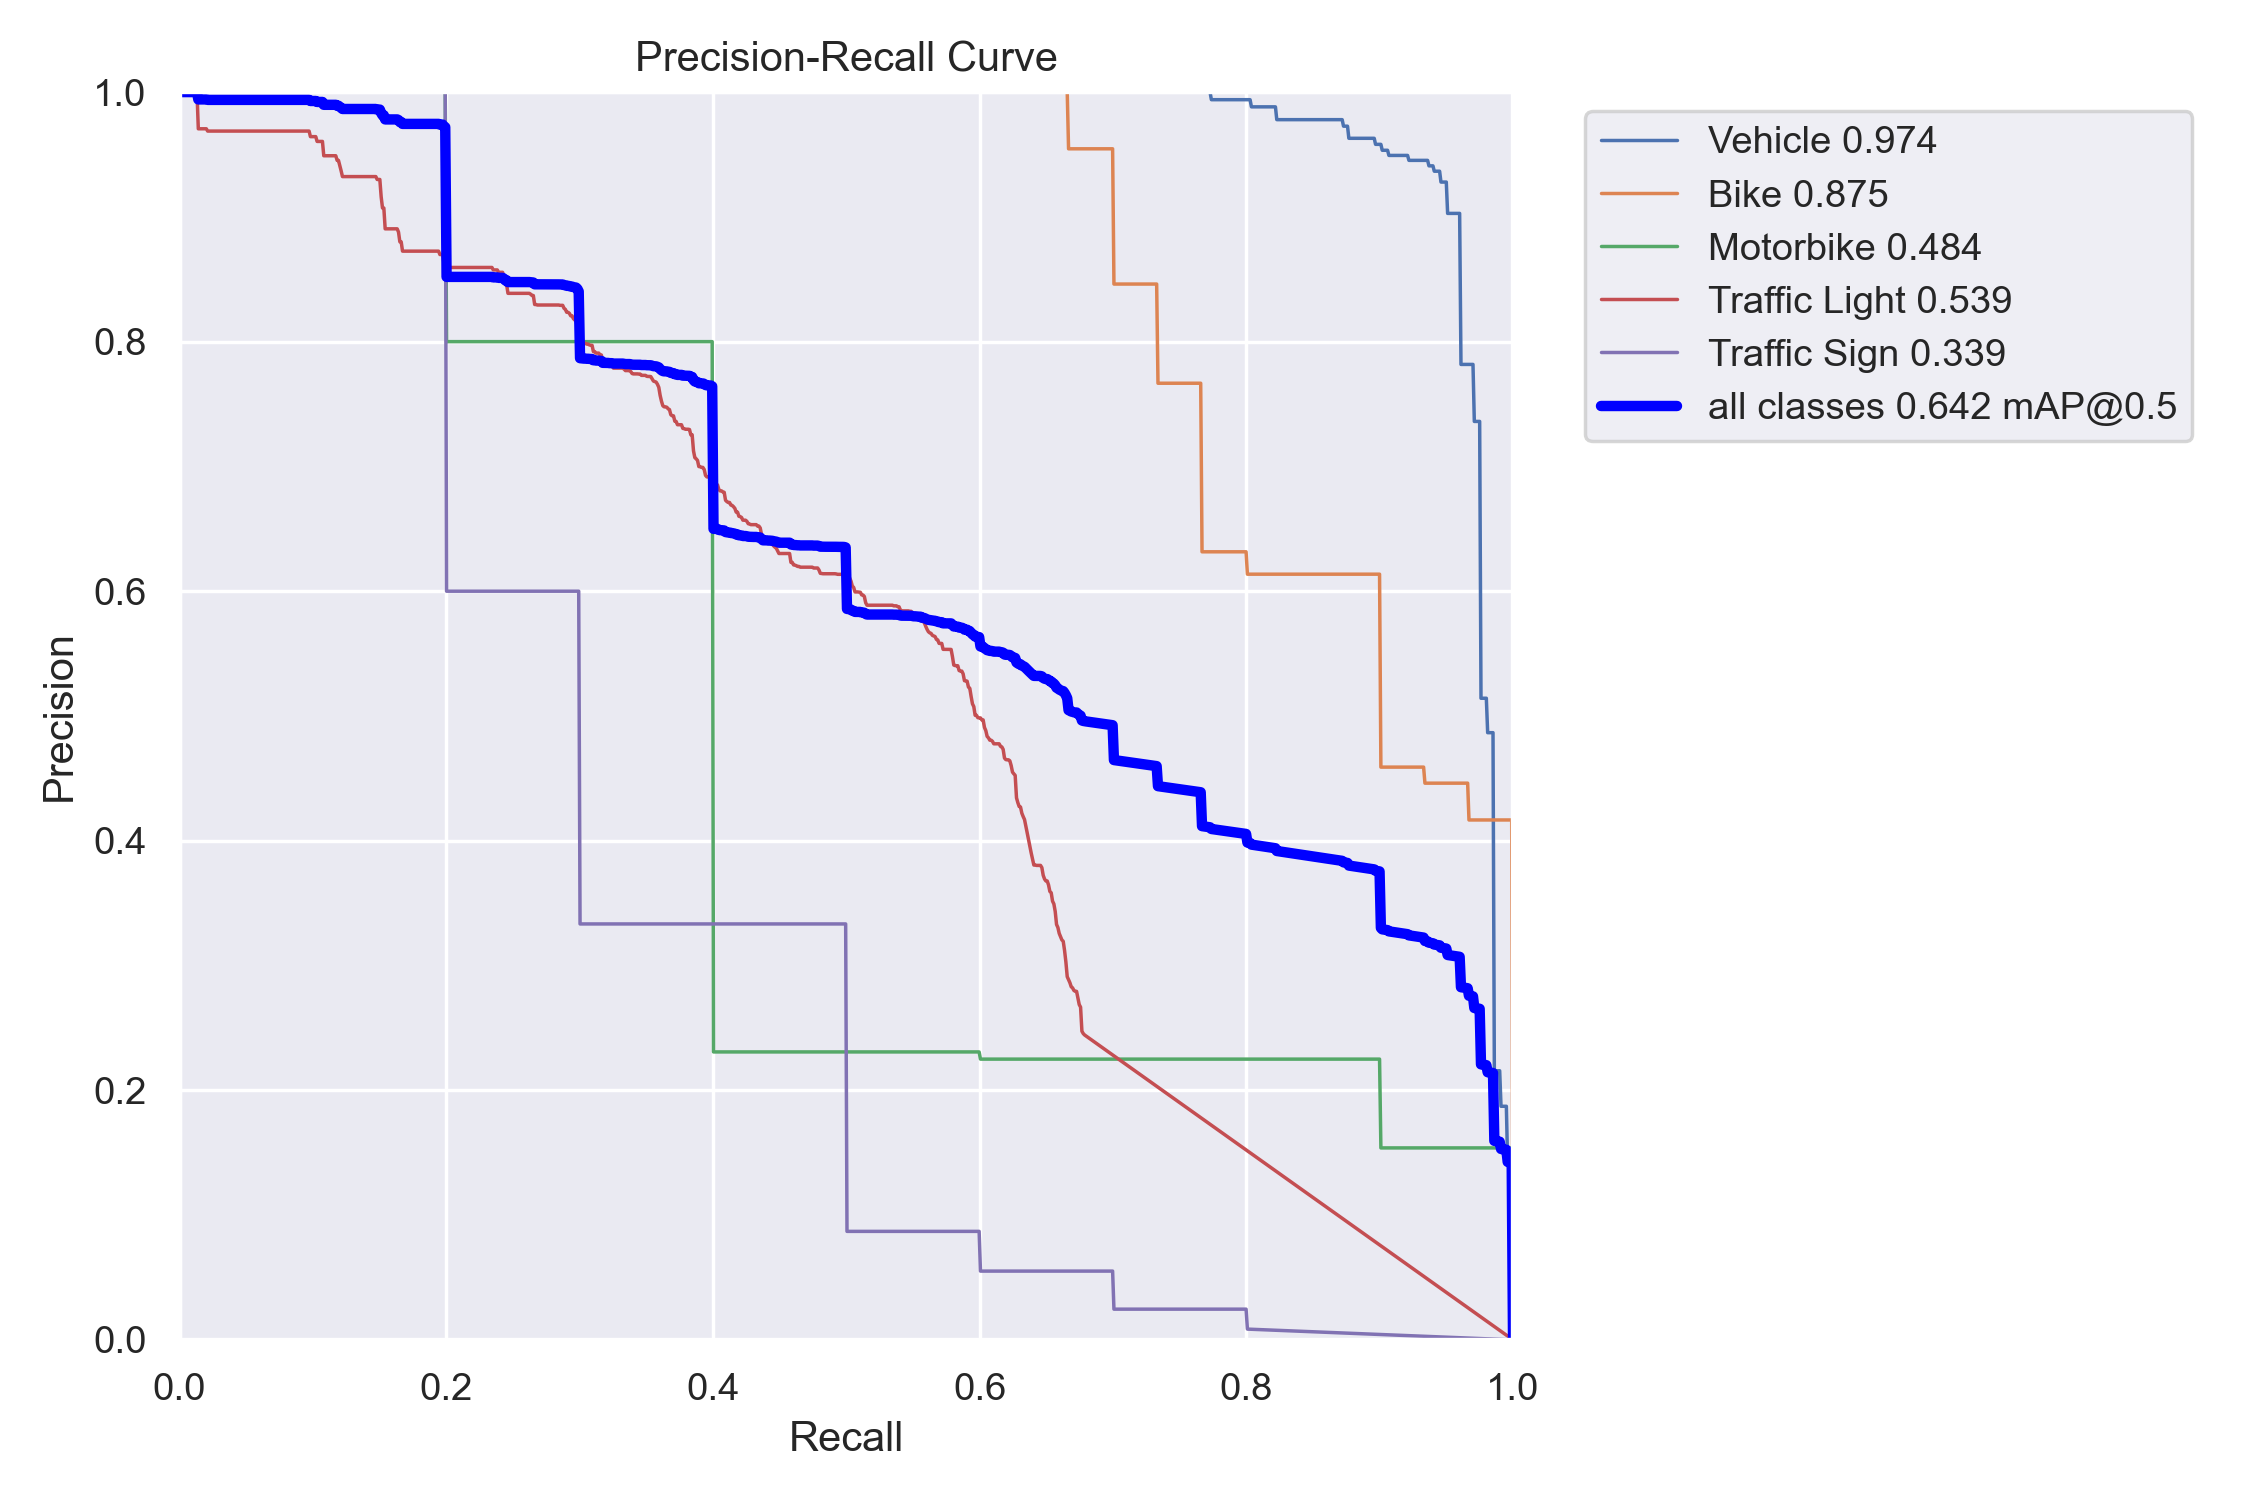 Precision-Recall Curve
1.0
0.8
0.6
0.4
0.2
0.0
Precision
0.0 0.2 0.4 0.6 0.8 1.0
Recall
Vehicle 0.974
Bike 0.875
Motorbike 0.484
Traffic Light 0.539
Traffic Sign 0.339
all classes 0.642 mAP@0.5